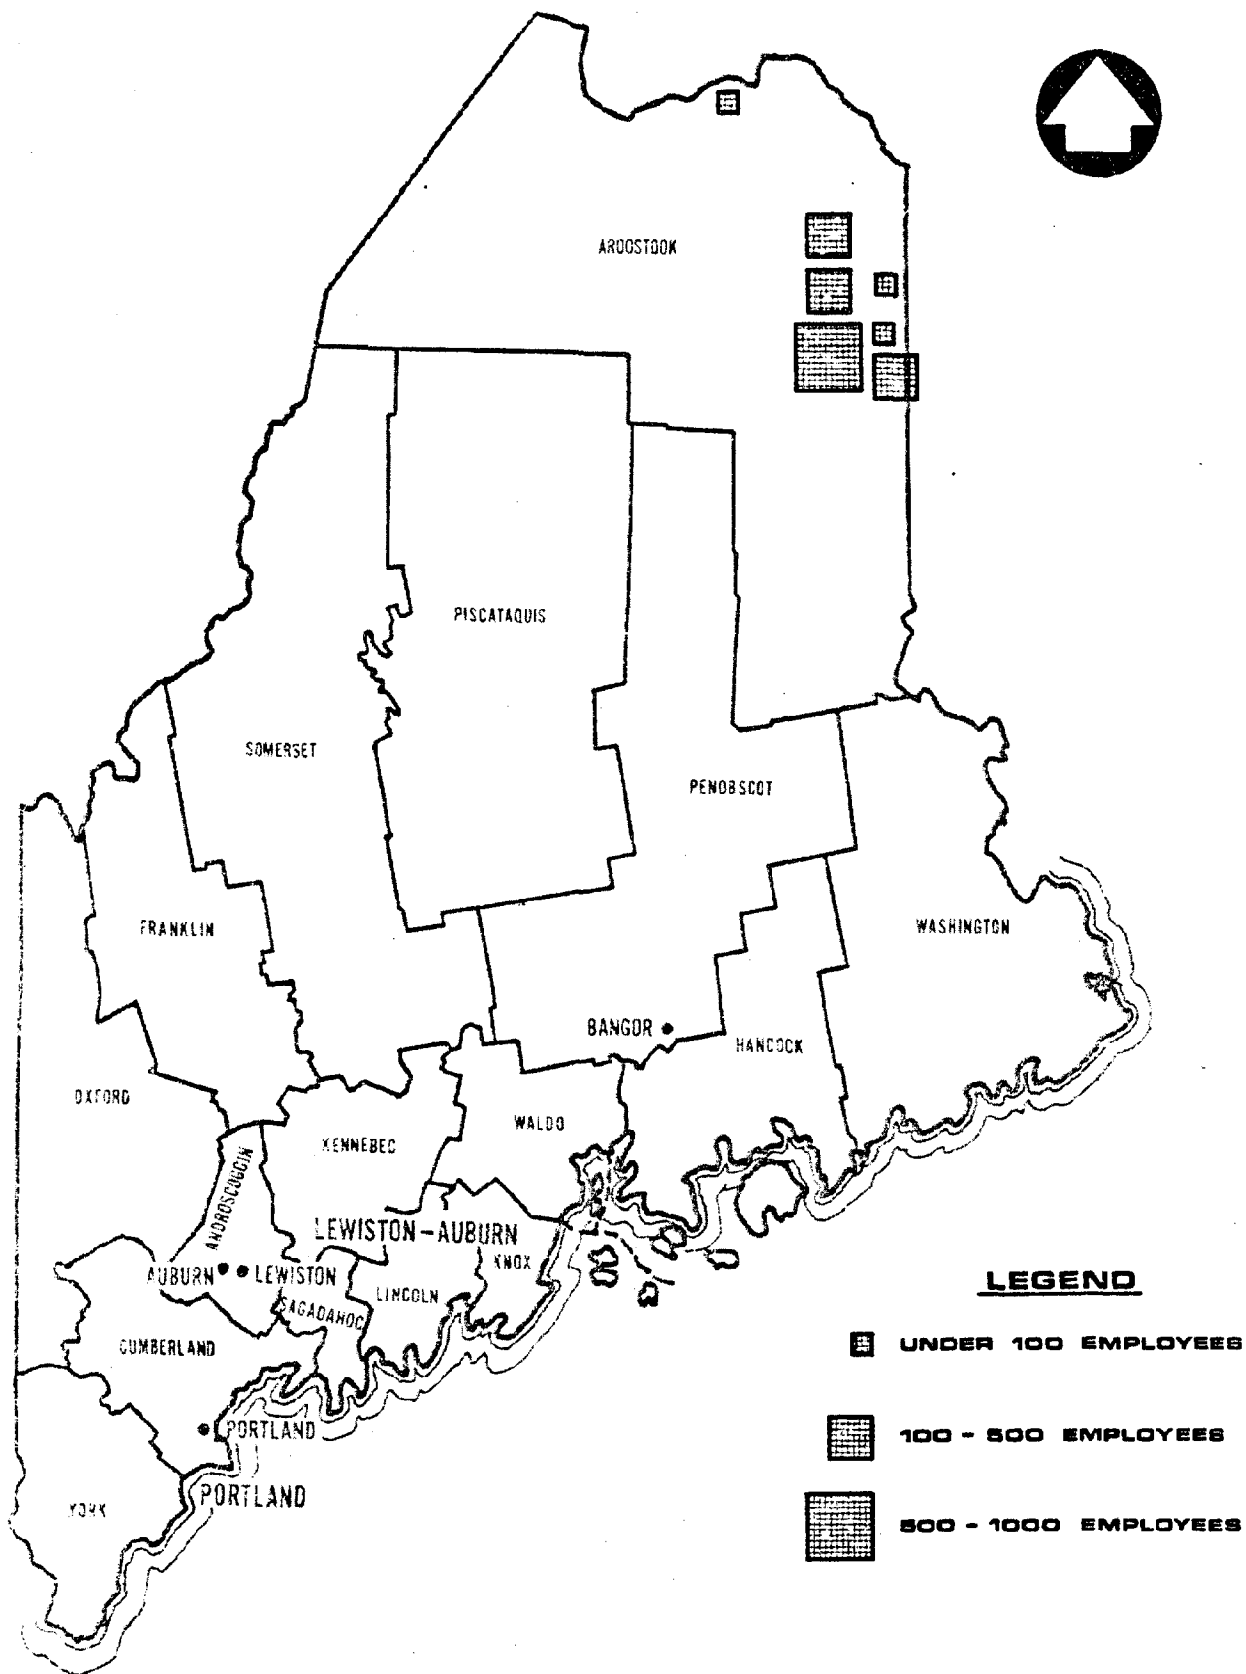 AROOSTOOK
PISCATAQUIS
SOMERSET
PENOBSCOT
FRANKLIN
WASHINGTON
BANGOR
HANCOCK
OXFORD
WALDO
KENNEBEC
ANDROSCOGGIN
LEWISTON-AUBURN
KNOX
AUBURN
LEWISTON
LINCOLN
SAGADAHOC
CUMBERLAND
PORTLAND
PORTLAND
YORK
LEGEND
UNDER 100 EMPLOYEES
100 - 500 EMPLOYEES
500 - 1000 EMPLOYEES